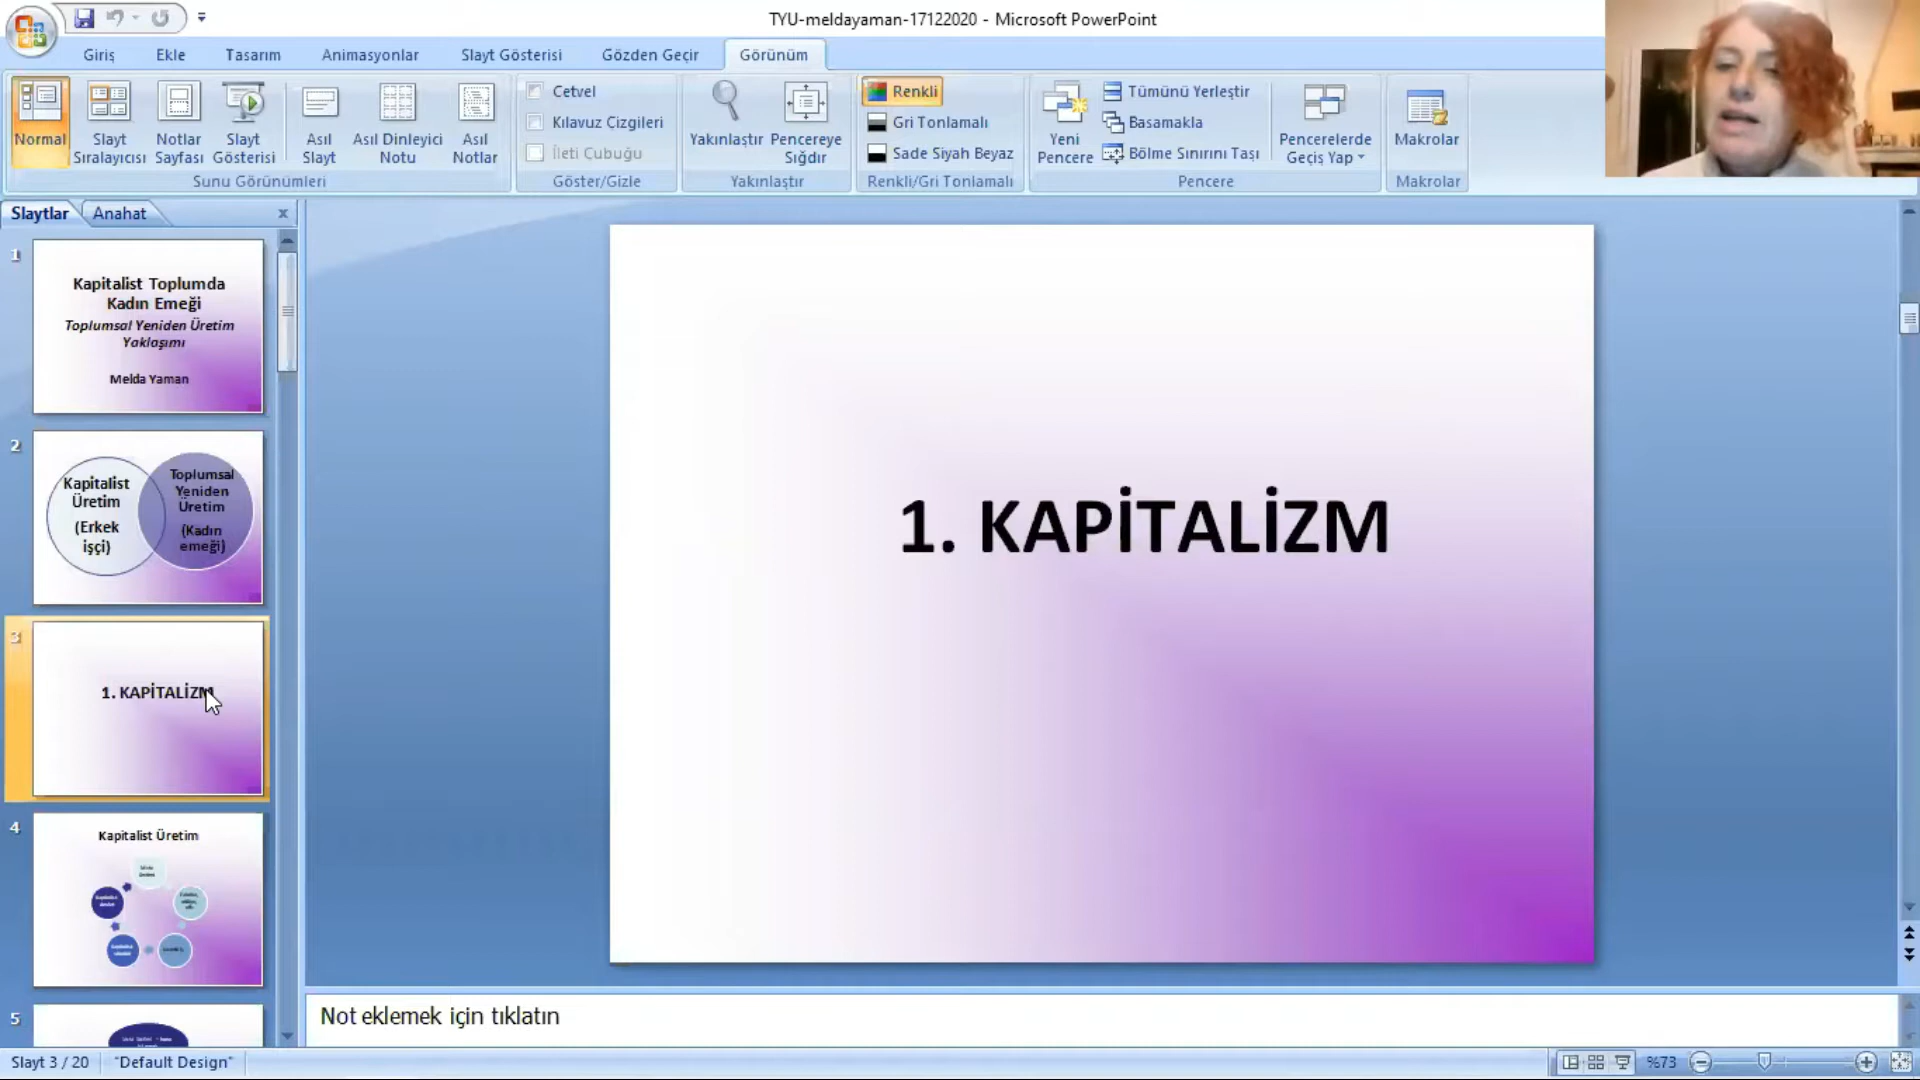 TYU-meldayaman-17122020 - Microsoft PowerPoint
Giriş Ekle Tasarım Animasyonlar Slayt Gösterisi Gözden Geçir Görünüm
Normal
Slayt Sıralayıcısı
Notlar Sayfası
Slayt Gösterisi
Asıl Slayt
Asıl Dinleyici Notu
Asıl Notlar
Sunu Görünümleri
Cetvel
Kılavuz Çizgileri
İleti Çubuğu
Göster/Gizle
Yakınlaştır
Pencereye Sığdır
Yakınlaştır
Renkli
Gri Tonlamalı
Sade Siyah Beyaz
Renkli/Gri Tonlamalı
Yeni Pencere
Tümünü Yerleştir
Basamakla
Bölme Sınırını Taşı
Pencerelerde Geçiş Yap
Pencere
Makrolar
Makrolar
Slaytlar Anahat
1
Kapitalist Toplumda
Kadın Emeği
Toplumsal Yeniden Üretim
Yaklaşımı
Melda Yaman
2
Kapitalist
Üretim
(Erkek
işçi)
Toplumsal
Yeniden
Üretim
(Kadın
emeği)
3
1. KAPİTALİZM
4
Kapitalist Üretim
5
1. KAPİTALİZM
Not eklemek için tıklatın
Slayt 3 / 20 "Default Design" %73